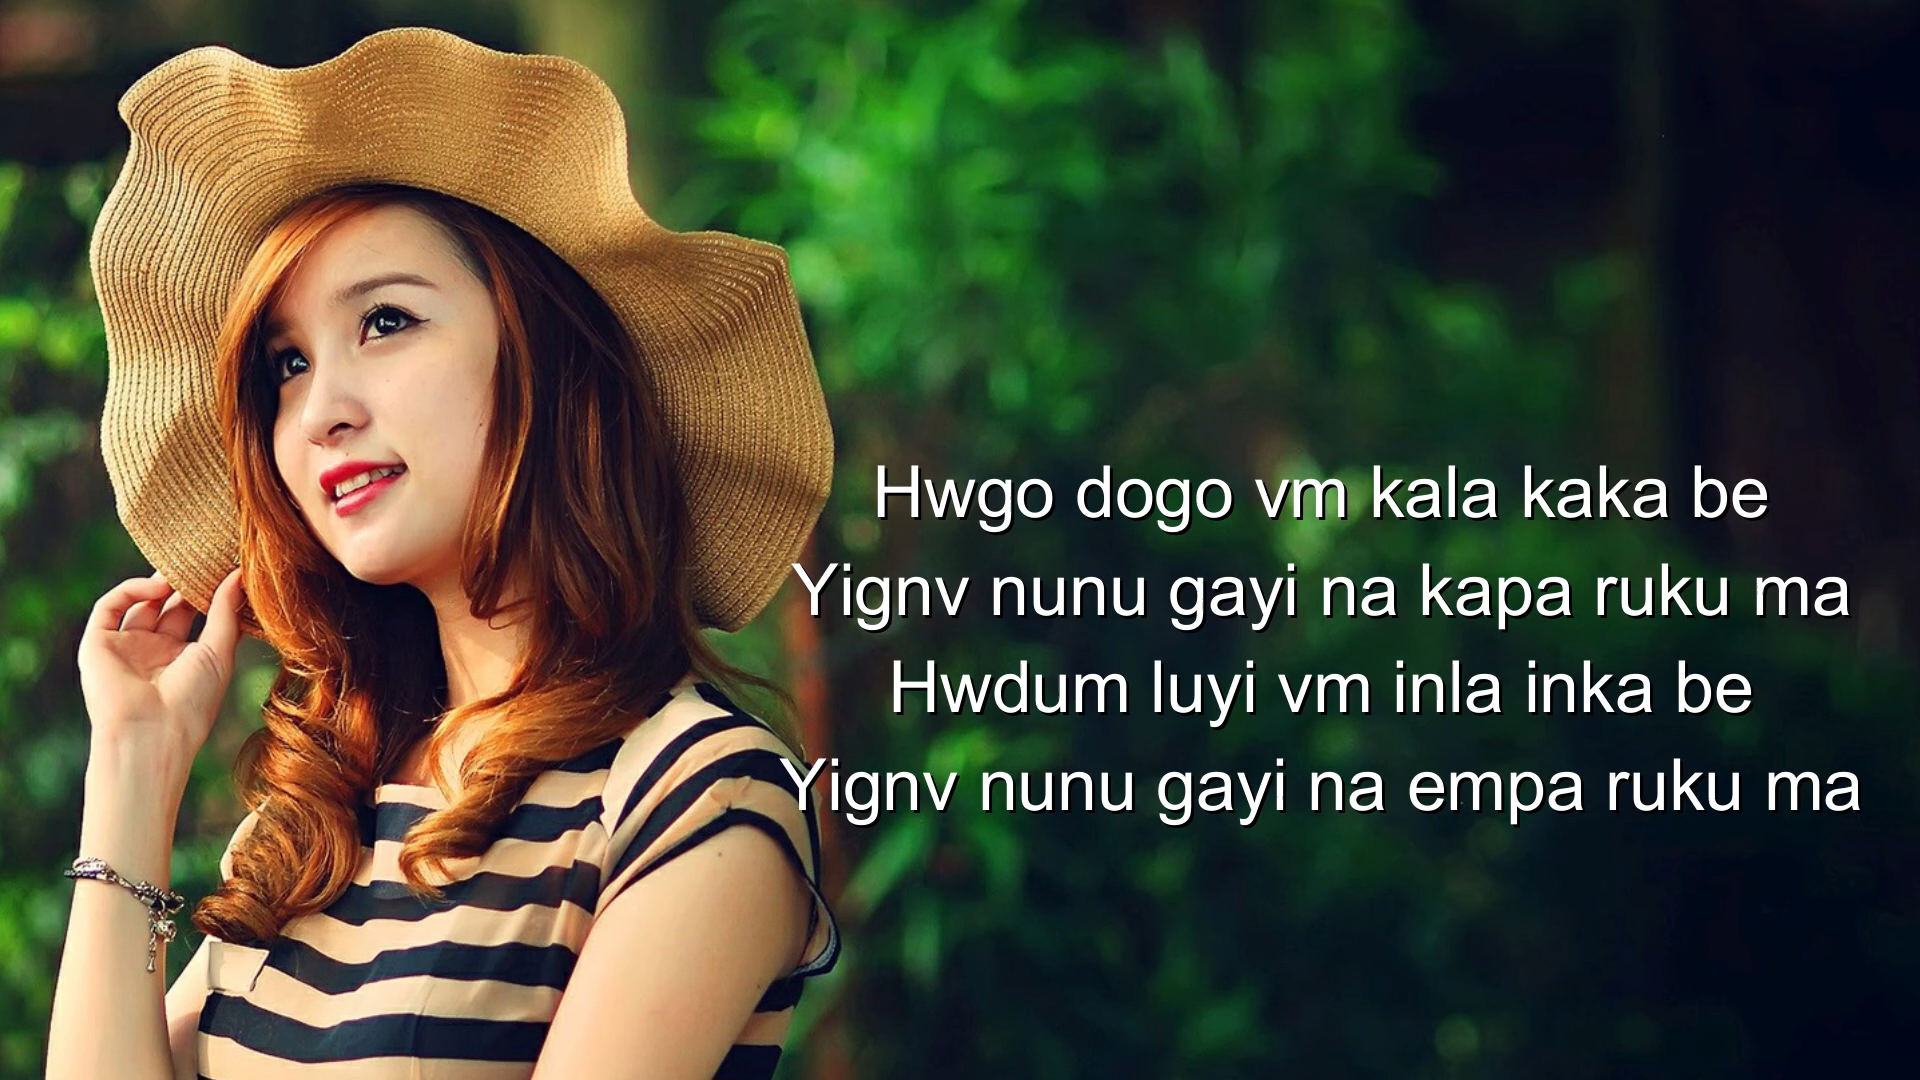 Hwgo dogo vm kala kaka be
Yignv nunu gayi na kapa ruku ma
Hwdum luyi vm inla inka be
Yignv nunu gayi na empa ruku ma